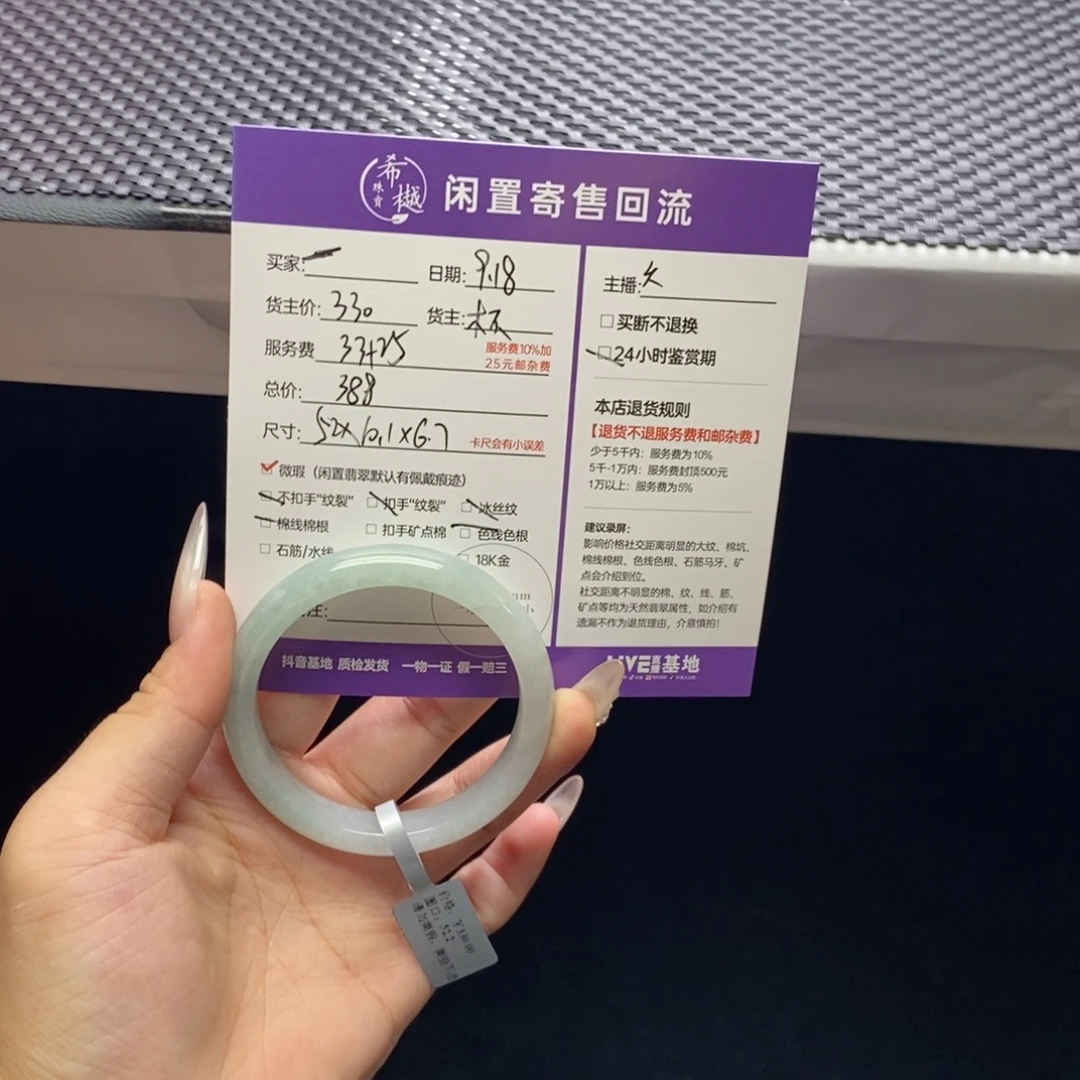 希樾
珠宝
闲置寄售回流
买家:
日期: 9.18
货主价: 330
货主:
服务费 33+25
服务费10%加
25元邮杂费
总价: 388
尺寸: 52×10.1×6.7
卡尺会有小误差
微瑕（闲置翡翠默认有佩戴痕迹）
不扣手“纹裂”
扣手“纹裂”
冰丝纹
棉线棉根
扣手矿点棉
色线色根
石筋/水线
18K金
注:
mm
小
抖音基地 质检发货 一物一证 假一赔三
主播: 久
买断不退换
24小时鉴赏期
本店退货规则
【退货不退服务费和邮杂费】
少于5千内：服务费为10%
5千-1万内：服务费封顶500元
1万以上：服务费为5%
建议录屏：
影响价格社交距离明显的大纹、棉坑、
棉线棉根、色线色根、石筋马牙、矿
点会介绍到位。
社交距离不明显的棉、纹、线、筋、
矿点等均为天然翡翠属性，如介绍有
遗漏不作为退货理由，介意慎拍！
基地
价格:
圈口: 52.2